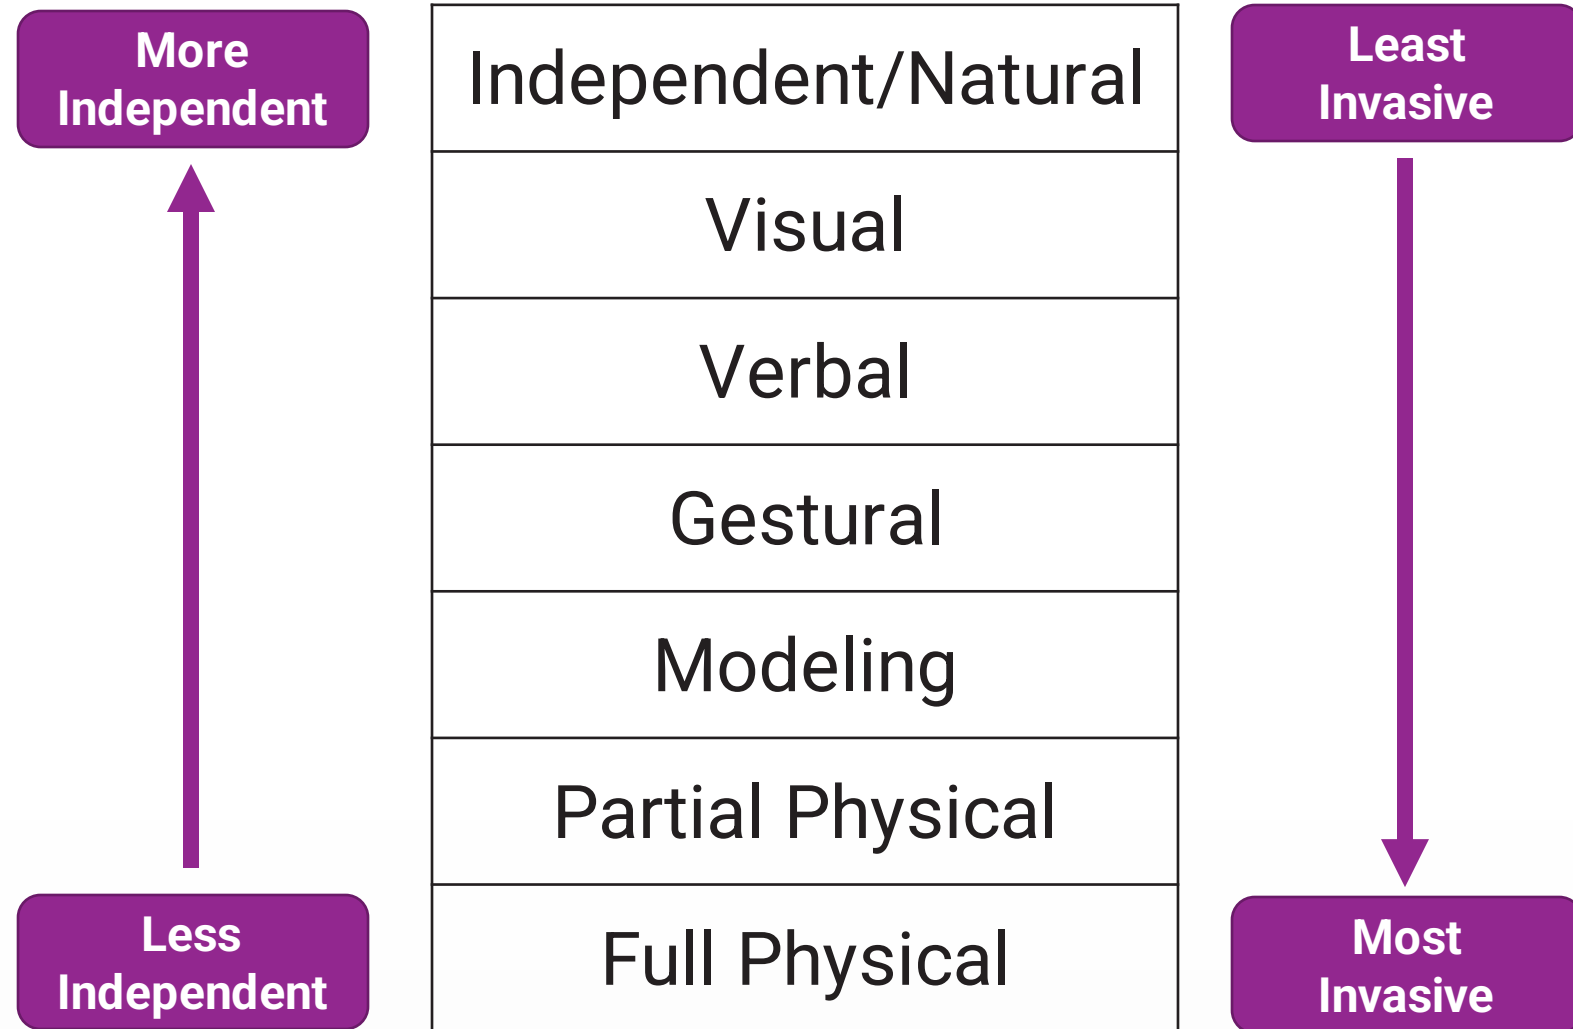 More
Independent
Independent/Natural
Least
Invasive
Visual
Verbal
Gestural
Modeling
Partial Physical
Less
Independent
Full Physical
Most
Invasive